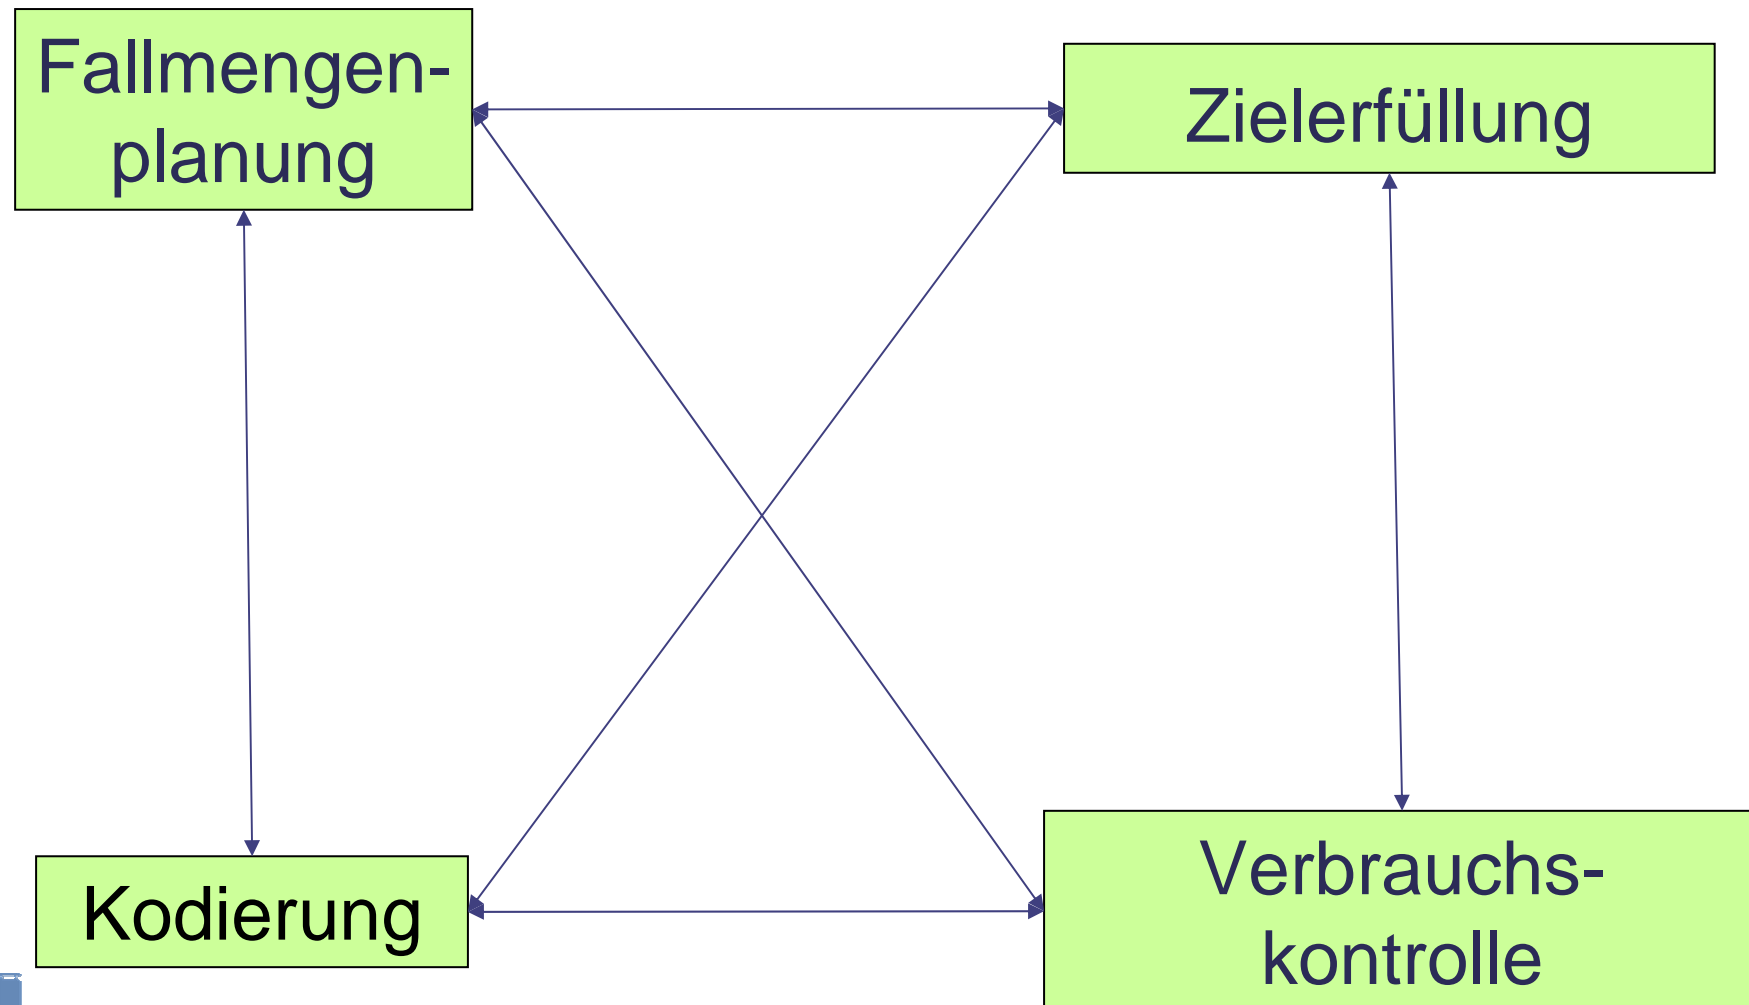 Fallmengen-
planung
Zielerfüllung
Kodierung
Verbrauchs-
kontrolle